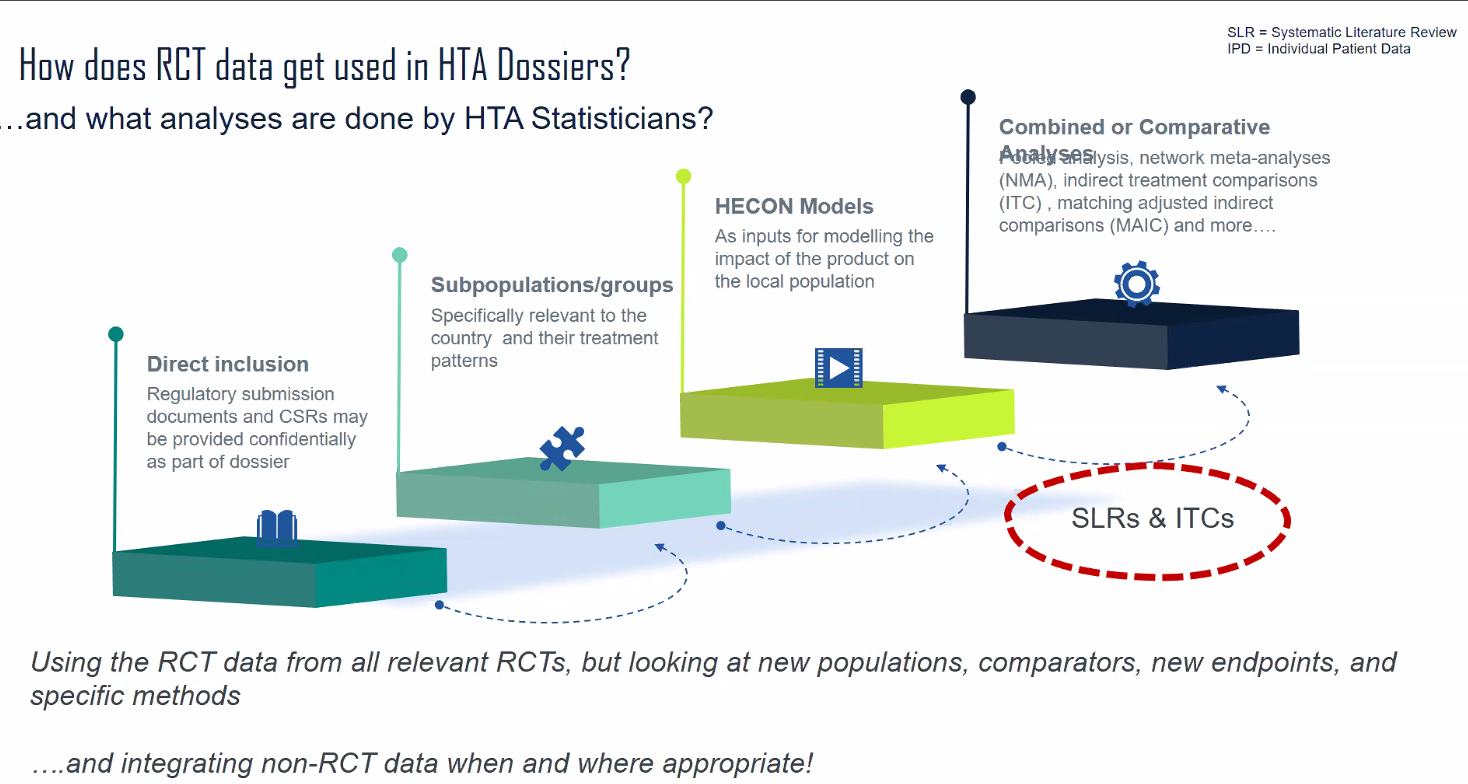 SLR = Systematic Literature Review
IPD = Individual Patient Data
How does RCT data get used in HTA Dossiers?
…and what analyses are done by HTA Statisticians?
Direct inclusion
Regulatory submission
documents and CSRs may
be provided confidentially
as part of dossier
Subpopulations/groups
Specifically relevant to the
country and their treatment
patterns
HECON Models
As inputs for modelling the
impact of the product on
the local population
Combined or Comparative
Analyses
Pooled analysis, network meta-analyses
(NMA), indirect treatment comparisons
(ITC) , matching adjusted indirect
comparisons (MAIC) and more….
SLRs & ITCs
Using the RCT data from all relevant RCTs, but looking at new populations, comparators, new endpoints, and
specific methods
….and integrating non-RCT data when and where appropriate!